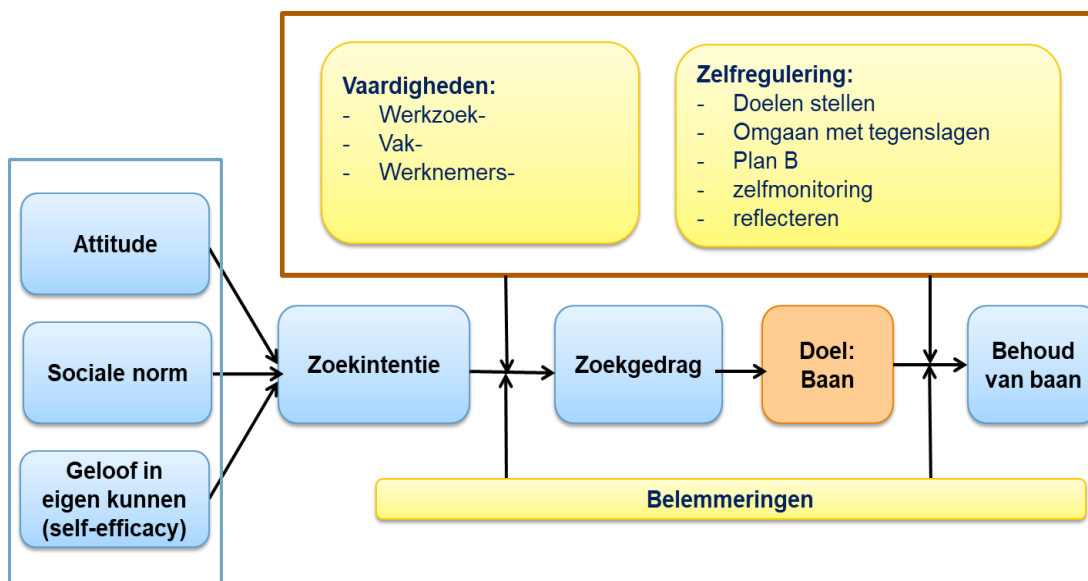 Vaardigheden:
- Werkzoek-
- Vak-
- Werknemers-
Zelfregulering:
- Doelen stellen
- Omgaan met tegenslagen
- Plan B
- zelfmonitoring
- reflecteren
Attitude
Sociale norm
Geloof in
eigen kunnen
(self-efficacy)
Zoekintentie
Zoekgedrag
Doel:
Baan
Behoud
van baan
Belemmeringen